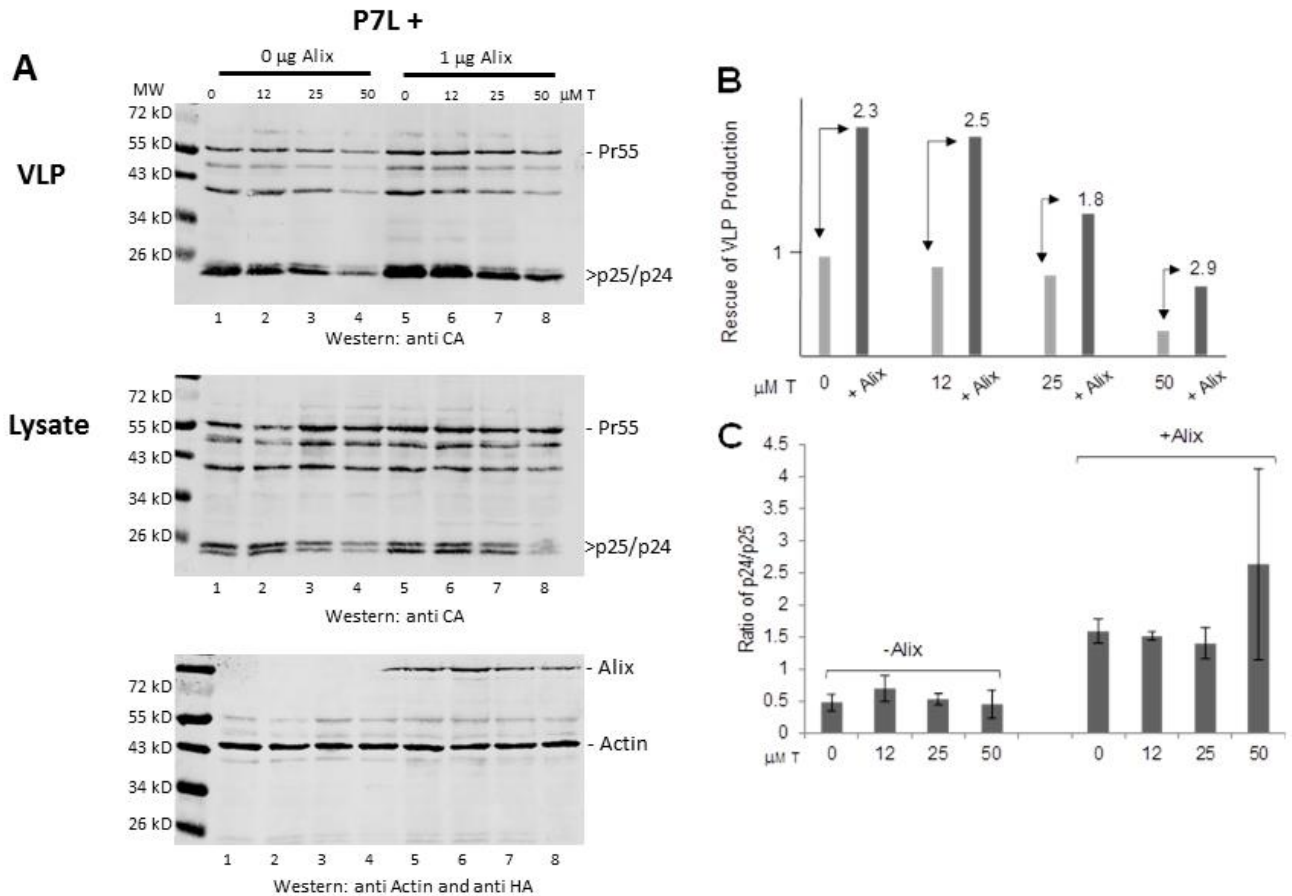 P7L +
A
0 µg Alix 1 µg Alix
MW 0 12 25 50 0 12 25 50 µM T
72 kD
55 kD - Pr55
VLP
43 kD
34 kD
26 kD
>p25/p24
1 2 3 4 5 6 7 8
Western: anti CA
72 kD
Lysate 55 kD - Pr55
43 kD
34 kD
26 kD
>p25/p24
1 2 3 4 5 6 7 8
Western: anti CA
- Alix
72 kD
55 kD
43 kD - Actin
34 kD
26 kD
1 2 3 4 5 6 7 8
Western: anti Actin and anti HA
B
Rescue of VLP Production
1
2.3
2.5
1.8
2.9
µM T 0 + Alix 12 + Alix 25 + Alix 50 + Alix
C
Ratio of p24/p25
4.5
4
3.5
3
2.5
2
1.5
1
0.5
0
+Alix
-Alix
µM T 0 12 25 50 0 12 25 50